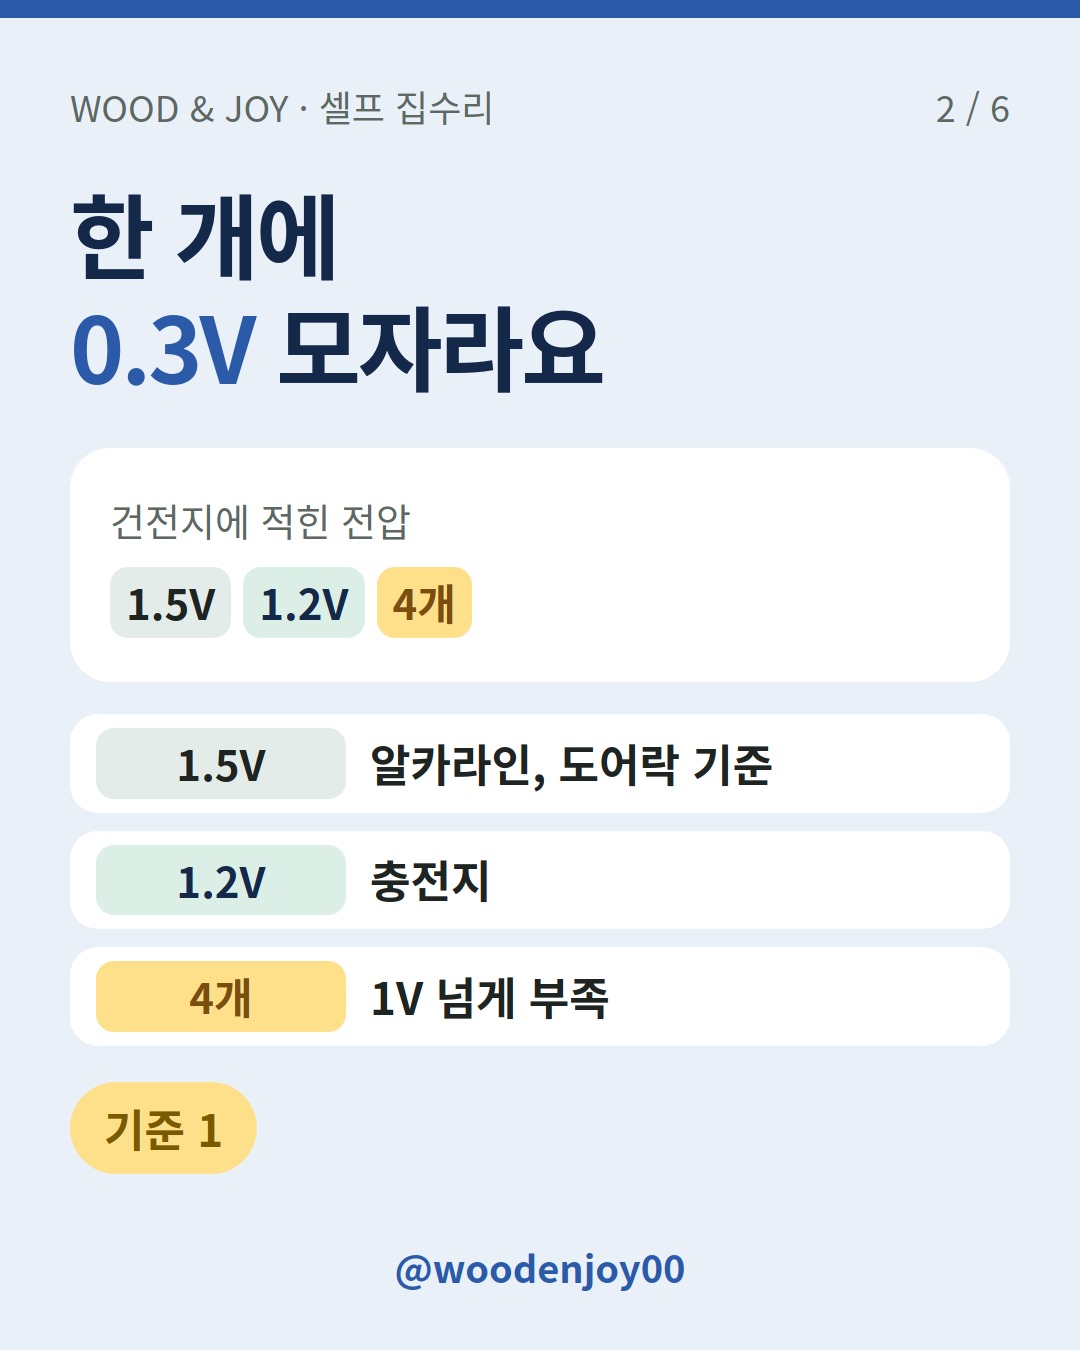 WOOD & JOY · 셀프 집수리
2 / 6
한 개에
0.3V 모자라요
건전지에 적힌 전압
1.5V 1.2V 4개
1.5V 알카라인, 도어락 기준
1.2V 충전지
4개 1V 넘게 부족
기준 1
@woodenjoy00